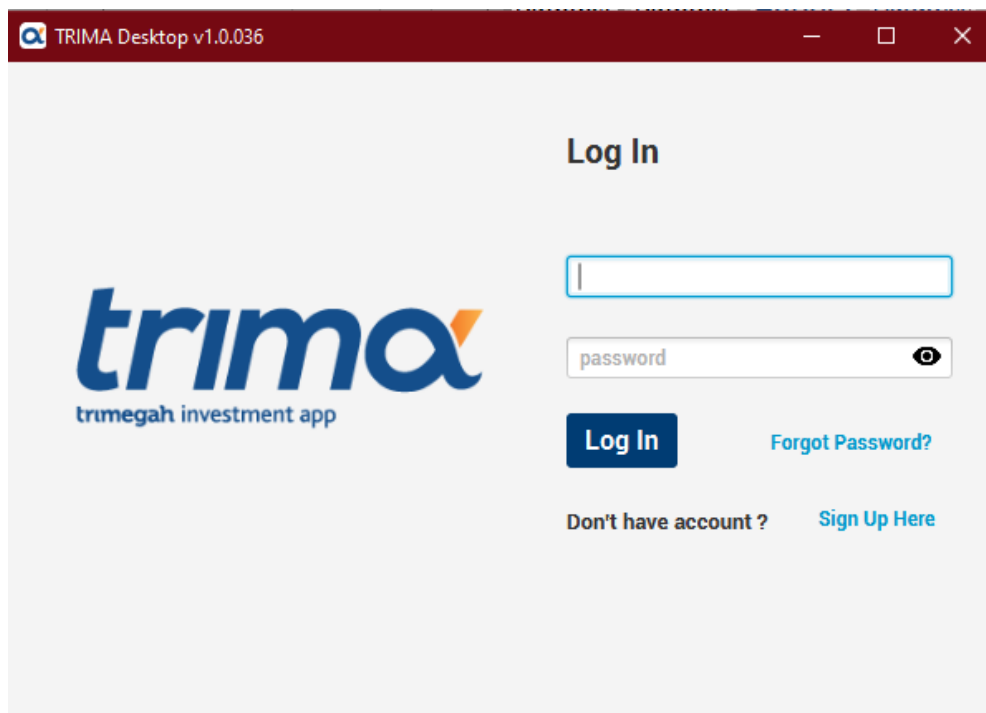 TRIMA Desktop v1.0.036
Log In
trima
trimegah investment app
password
Log In
Forgot Password?
Don't have account ?
Sign Up Here